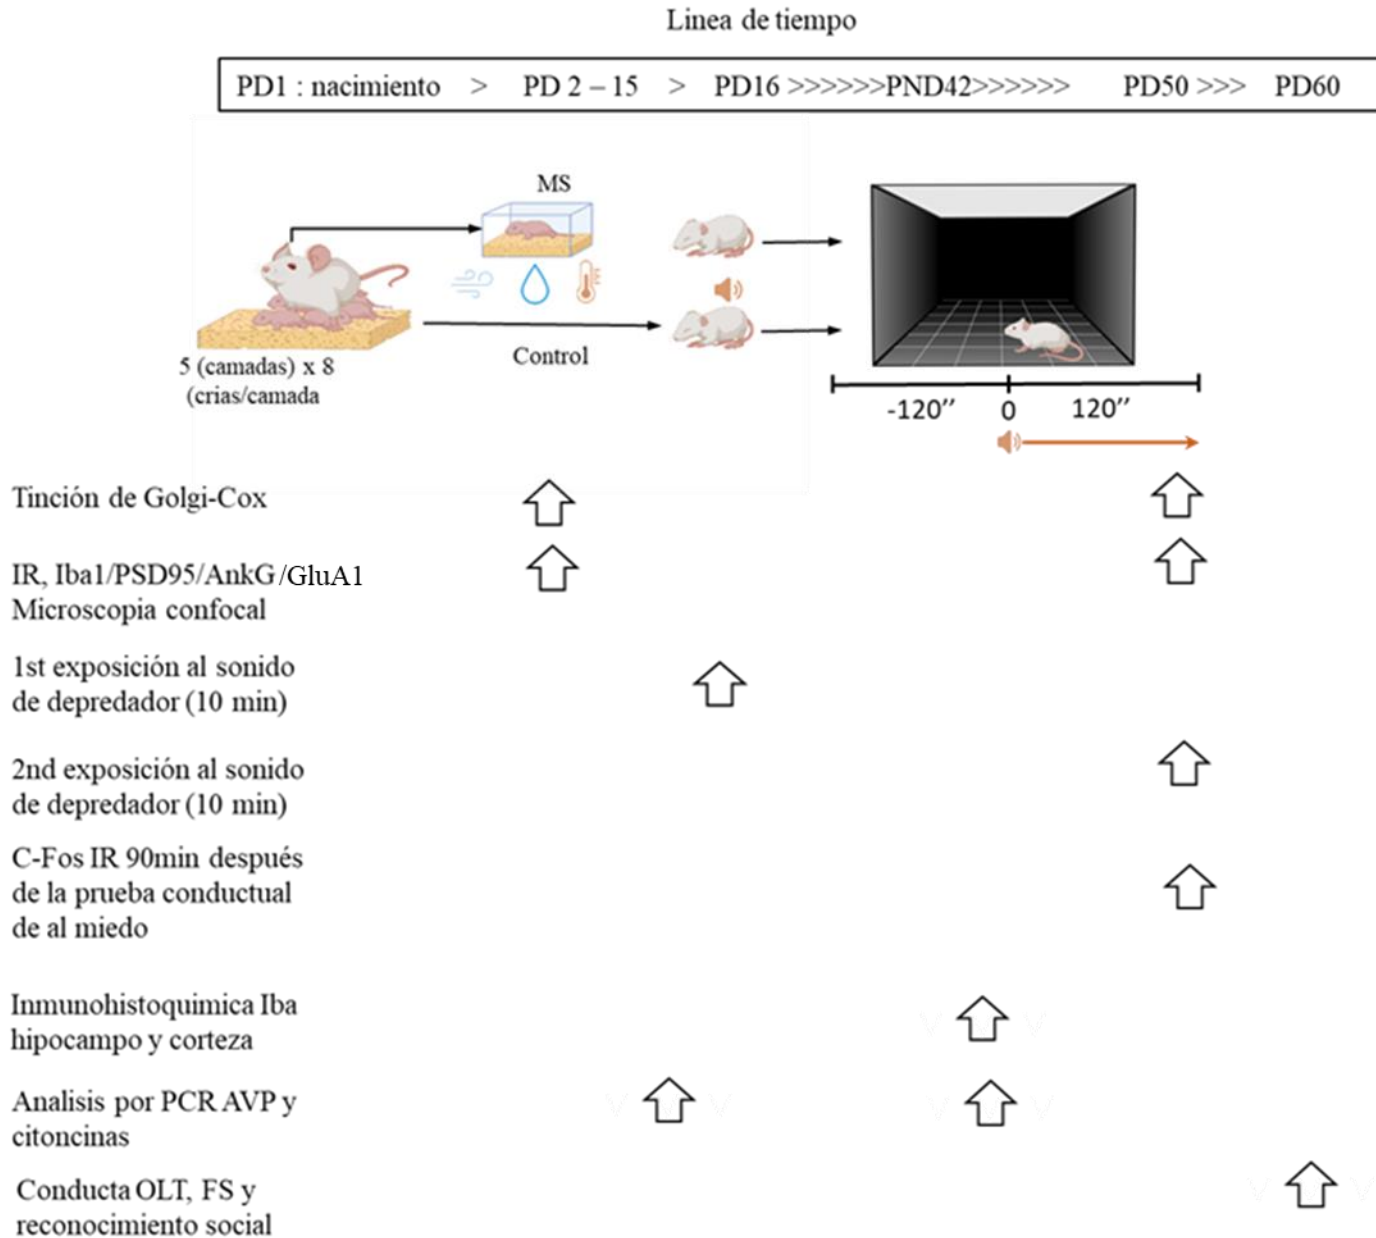 Linea de tiempo
PD1 : nacimiento > PD 2 – 15 > PD16 >>>>>>PND42>>>>>> PD50 >>> PD60
MS
Control
5 (camadas) x 8
(crias/camada
-120’’ 0 120’’
Tinción de Golgi-Cox
IR, Iba1/PSD95/AnkG/GluA1
Microscopia confocal
1st exposición al sonido
de depredador (10 min)
2nd exposición al sonido
de depredador (10 min)
C-Fos IR 90min después
de la prueba conductual
de al miedo
Inmunohistoquimica Iba
hipocampo y corteza
Analisis por PCR AVP y
citoncinas
Conducta OLT, FS y
reconocimiento social